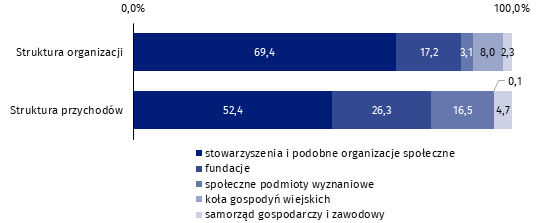 0,0% 100,0%
Struktura organizacji 69,4 17,2 3,1 8,0 2,3
0,1
Struktura przychodów 52,4 26,3 16,5 4,7
stowarzyszenia i podobne organizacje społeczne
fundacje
społeczne podmioty wyznaniowe
koła gospodyń wiejskich
samorząd gospodarczy i zawodowy